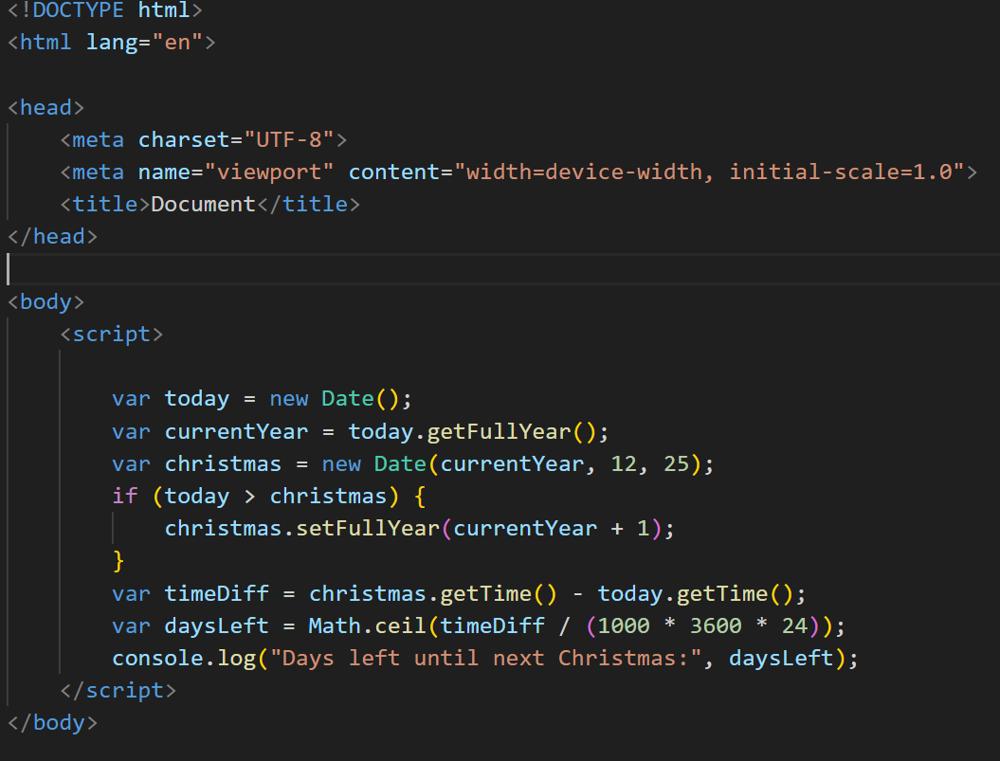 <!DOCTYPE html>
<html lang="en">
<head>
    <meta charset="UTF-8">
    <meta name="viewport" content="width=device-width, initial-scale=1.0">
    <title>Document</title>
</head>
<body>
    <script>
        var today = new Date();
        var currentYear = today.getFullYear();
        var christmas = new Date(currentYear, 12, 25);
        if (today > christmas) {
            christmas.setFullYear(currentYear + 1);
        }
        var timeDiff = christmas.getTime() - today.getTime();
        var daysLeft = Math.ceil(timeDiff / (1000 * 3600 * 24));
        console.log("Days left until next Christmas:", daysLeft);
    </script>
</body>